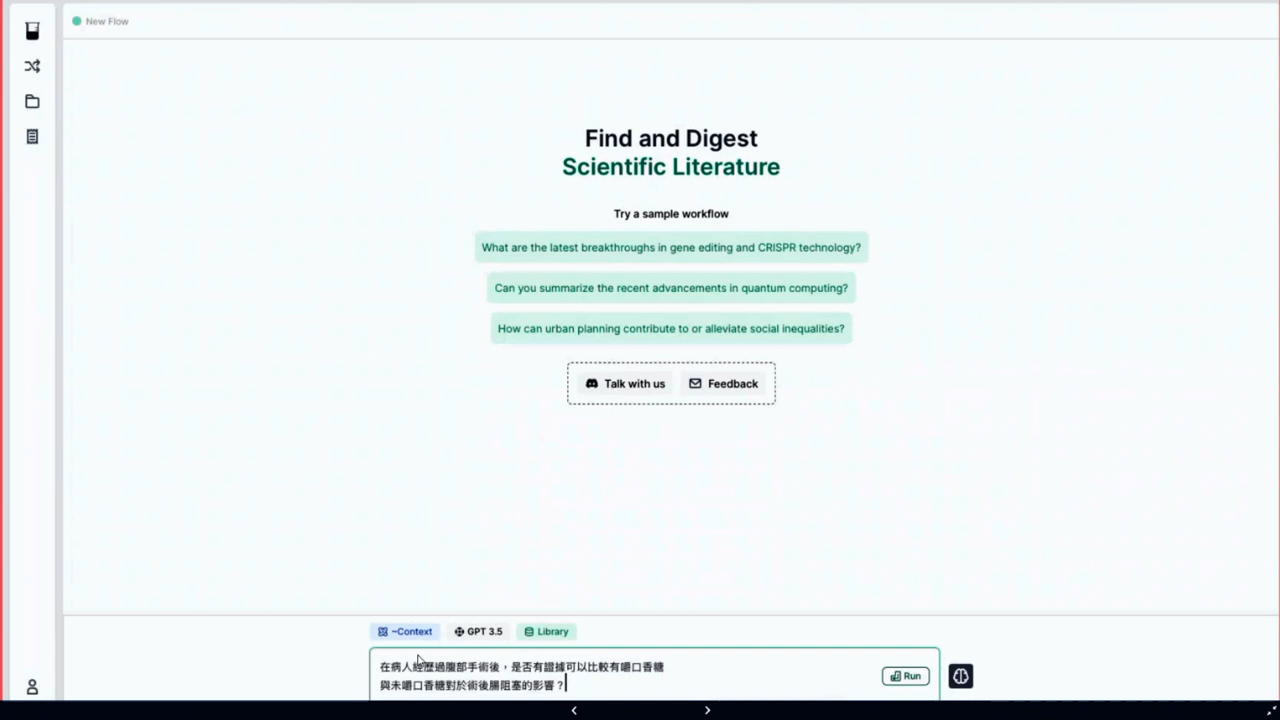 New Flow
Find and Digest
Scientific Literature
Try a sample workflow
What are the latest breakthroughs in gene editing and CRISPR technology?
Can you summarize the recent advancements in quantum computing?
How can urban planning contribute to or alleviate social inequalities?
Talk with us
Feedback
~Context
GPT 3.5
Library
在病人經歷過腹部手術後，是否有證據可以比較有嚼口香糖
與未嚼口香糖對於術後腸阻塞的影響？
Run